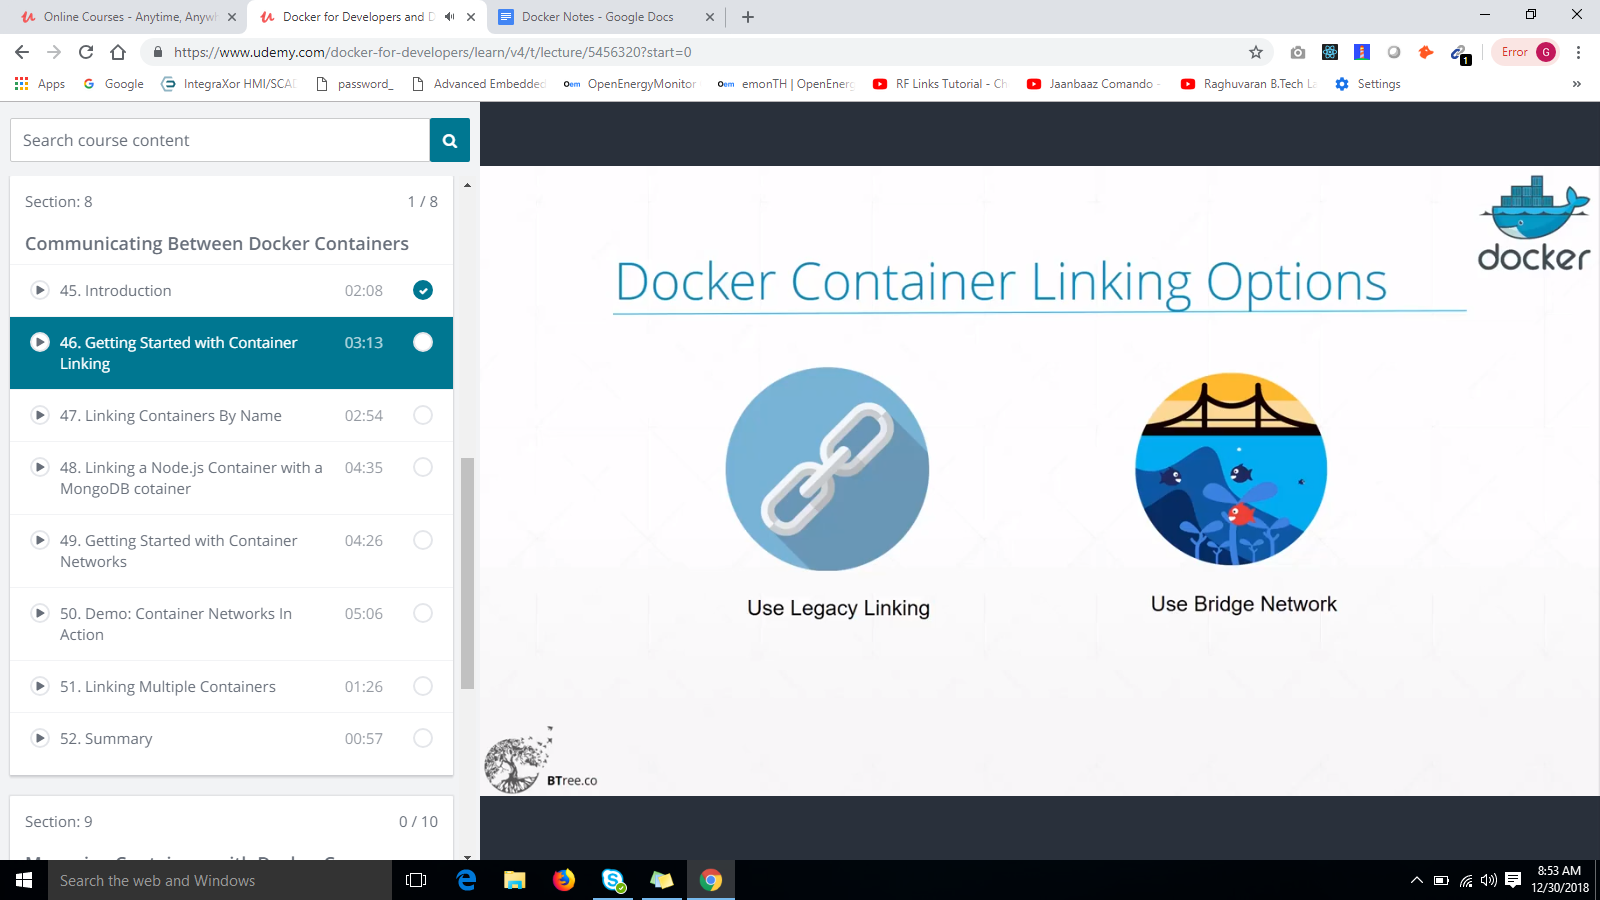 Online Courses - Anytime, Anyw
Docker for Developers and D
Docker Notes - Google Docs
https://www.udemy.com/docker-for-developers/learn/v4/t/lecture/5456320?start=0
1
Error
G
Apps
Google
IntegraXor HMI/SCAD
password_
Advanced Embedded
OpenEnergyMonitor
emonTH | OpenEnerg
RF Links Tutorial - Ch
Jaanbaaz Comando -
Raghuvaran B.Tech La
Settings
»
Search course content
Section: 8
1 / 8
Communicating Between Docker Containers
45. Introduction
02:08
46. Getting Started with Container
Linking
03:13
47. Linking Containers By Name
02:54
48. Linking a Node.js Container with a
MongoDB cotainer
04:35
49. Getting Started with Container
Networks
04:26
50. Demo: Container Networks In
Action
05:06
51. Linking Multiple Containers
01:26
52. Summary
00:57
Section: 9
0 / 10
docker
Docker Container Linking Options
Use Legacy Linking
Use Bridge Network
BTree.co
Search the web and Windows
8:53 AM
12/30/2018